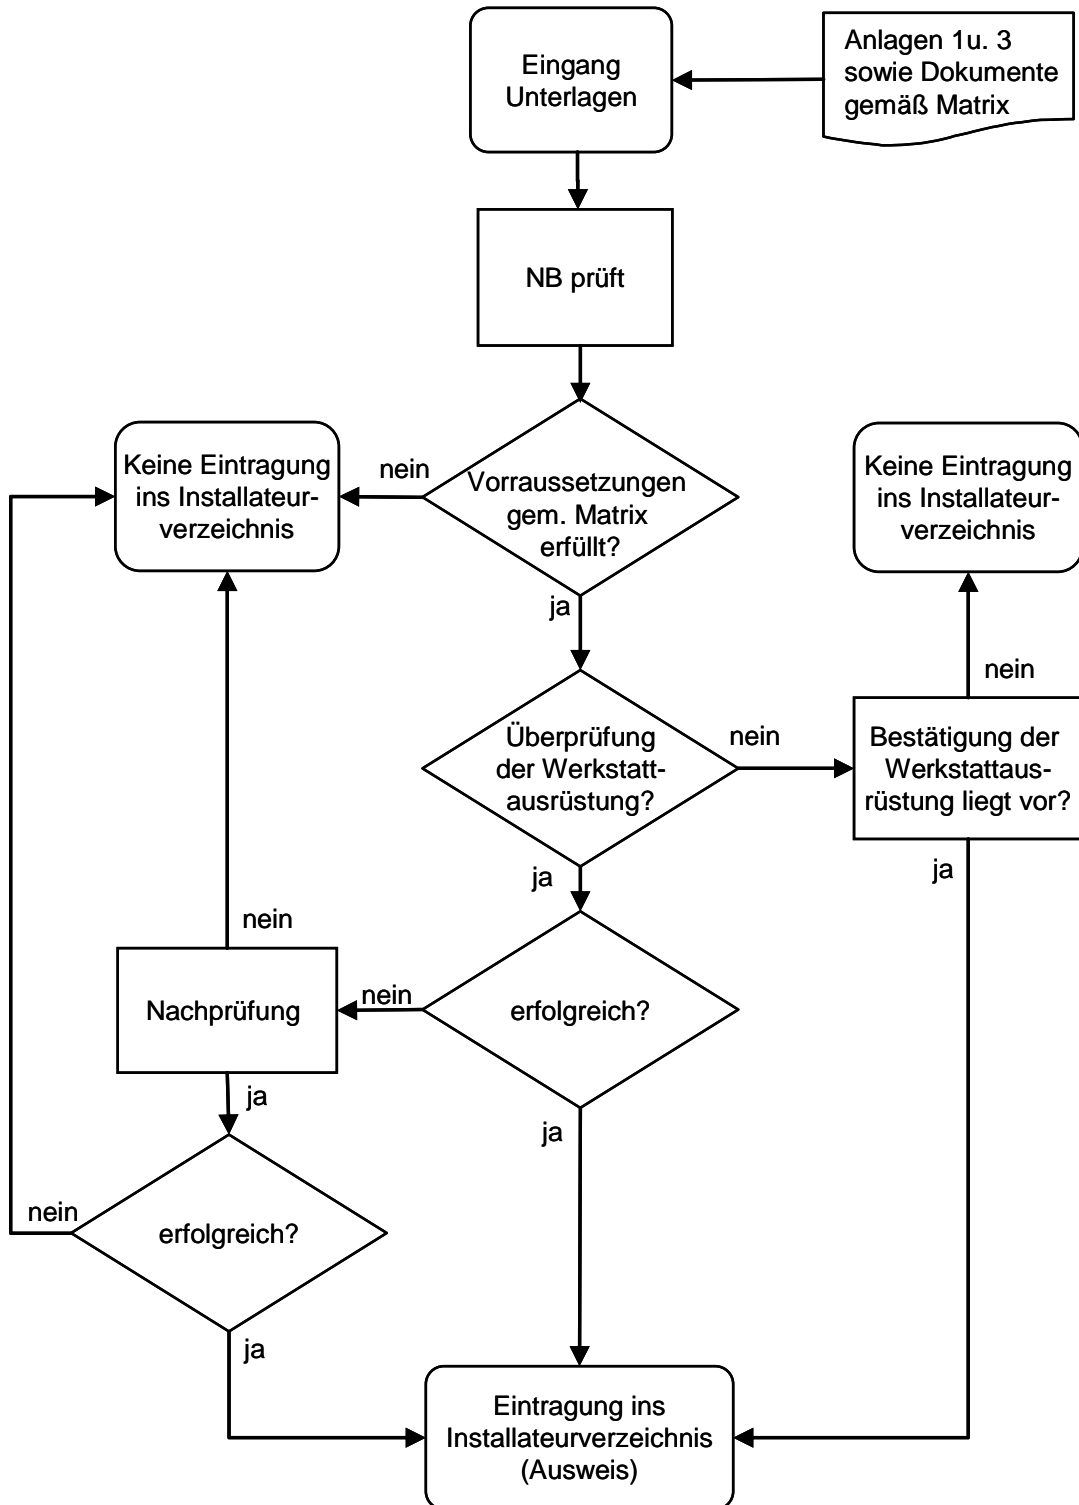 Eingang
Unterlagen
Anlagen 1u. 3
sowie Dokumente
gemäß Matrix
NB prüft
Keine Eintragung
ins Installateur-
verzeichnis
nein
Vorraussetzungen
gem. Matrix
erfüllt?
Keine Eintragung
ins Installateur-
verzeichnis
ja
nein
Überprüfung
der Werkstatt-
ausrüstung?
nein
Bestätigung der
Werkstattaus-
rüstung liegt vor?
ja
ja
nein
Nachprüfung
nein
erfolgreich?
ja
ja
nein
erfolgreich?
ja
Eintragung ins
Installateurverzeichnis
(Ausweis)